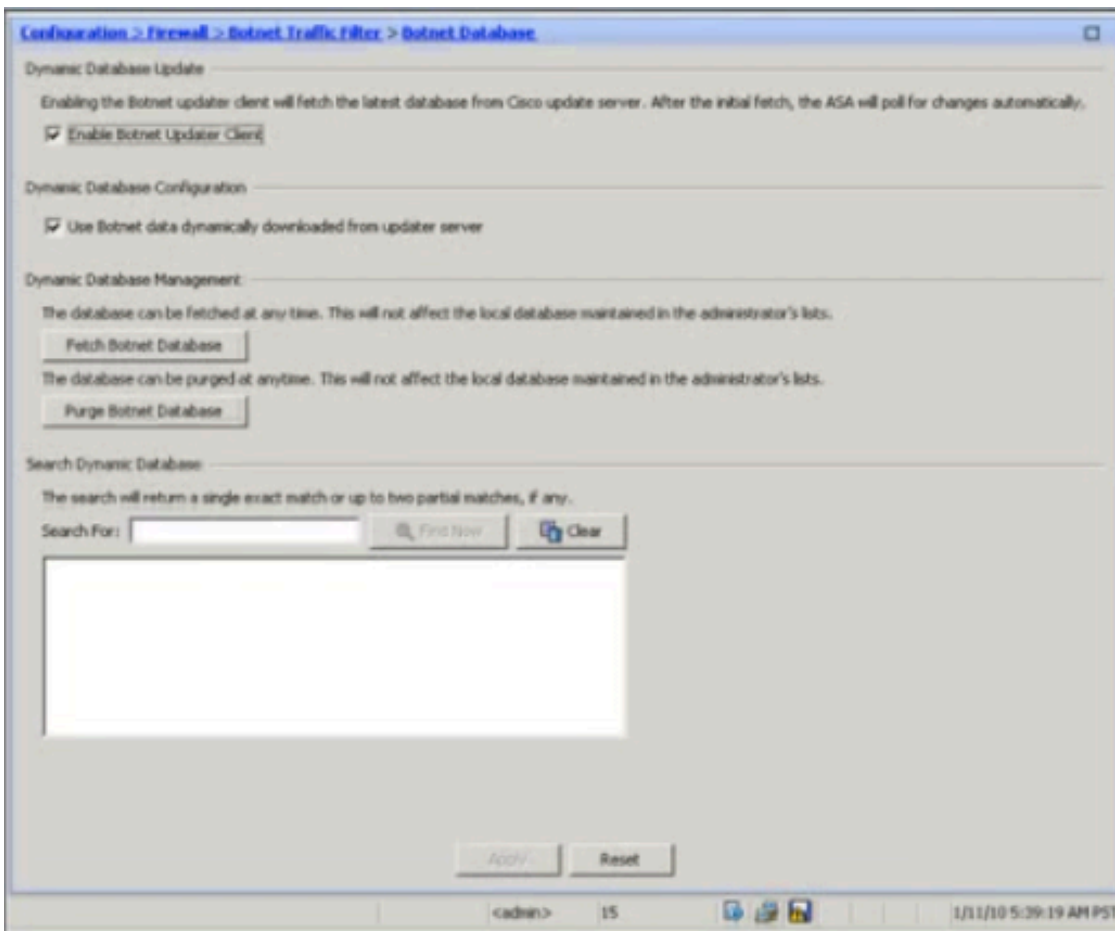 Configuration > Firewall > Botnet Traffic Filter > Botnet Database
Dynamic Database Update
Enabling the Botnet updater client will fetch the latest database from Cisco update server. After the initial fetch, the ASA will poll for changes automatically.
Enable Botnet Updater Client
Dynamic Database Configuration
Use Botnet data dynamically downloaded from updater server
Dynamic Database Management
The database can be fetched at any time. This will not affect the local database maintained in the administrator's lists.
Fetch Botnet Database
The database can be purged at anytime. This will not affect the local database maintained in the administrator's lists.
Purge Botnet Database
Search Dynamic Database
The search will return a single exact match or up to two partial matches, if any.
Search For: Find Now Clear
Apply Reset
<admin> 15 1/11/10 5:39:19 AM PST